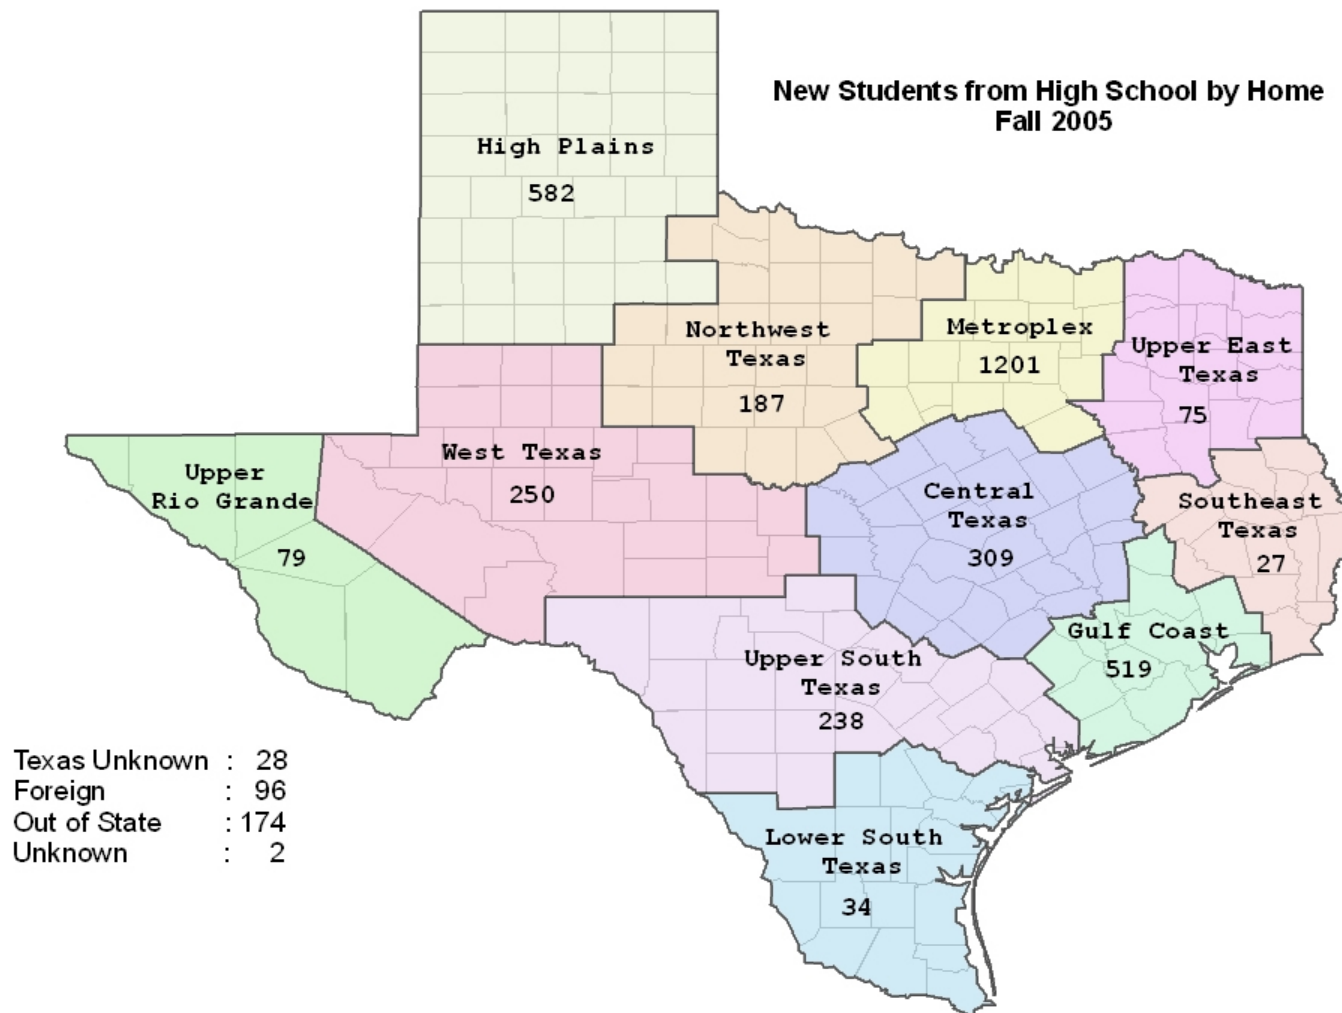 New Students from High School by Home
Fall 2005
High Plains
582
Northwest
Texas
187
Metroplex
1201
Upper East
Texas
75
West Texas
250
Upper
Rio Grande
79
Central
Texas
309
Southeast
Texas
27
Gulf Coast
519
Upper South
Texas
238
Lower South
Texas
34
Texas Unknown : 28
Foreign : 96
Out of State : 174
Unknown : 2